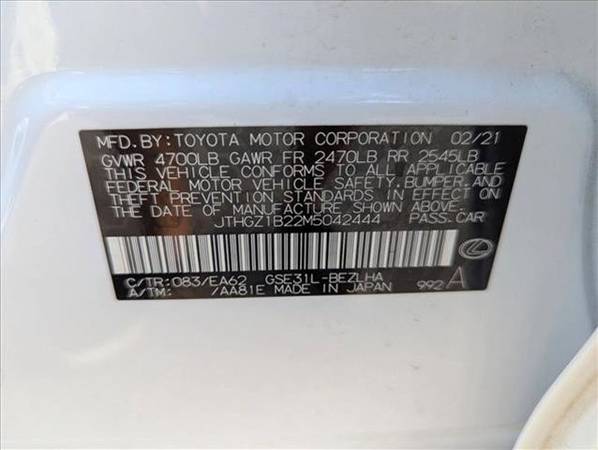 MFD.BY:TOYOTA MOTOR CORPORATION 02/21
GVWR 4700LB GAWR FR 2470LB RR 2545LB
THIS VEHICLE CONFORMS TO ALL APPLICABLE
FEDERAL MOTOR VEHICLE SAFETY,BUMPER,AND
THEFT PREVENTION STANDARDS IN EFFECT ON
THE DATE OF MANUFACTURE SHOWN ABOVE.
JTHGZ1B22M5042444 PASS.CAR
C/TR:083/EA62 GSE31L-BEZLHA
A/TM: /AA81E MADE IN JAPAN 992 A